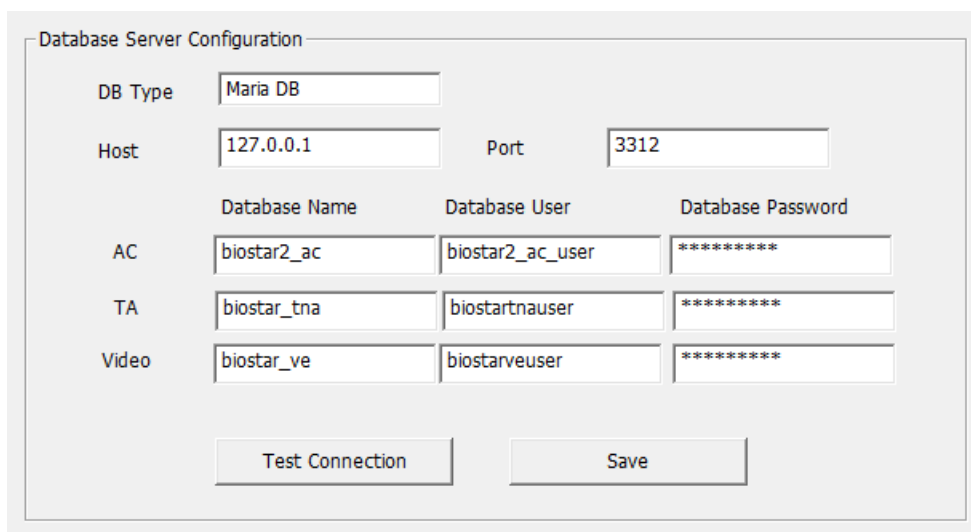 Database Server Configuration
DB Type Maria DB
Host 127.0.0.1 Port 3312
Database Name Database User Database Password
AC biostar2_ac biostar2_ac_user *********
TA biostar_tna biostartnauser *********
Video biostar_ve biostarveuser *********
Test Connection Save